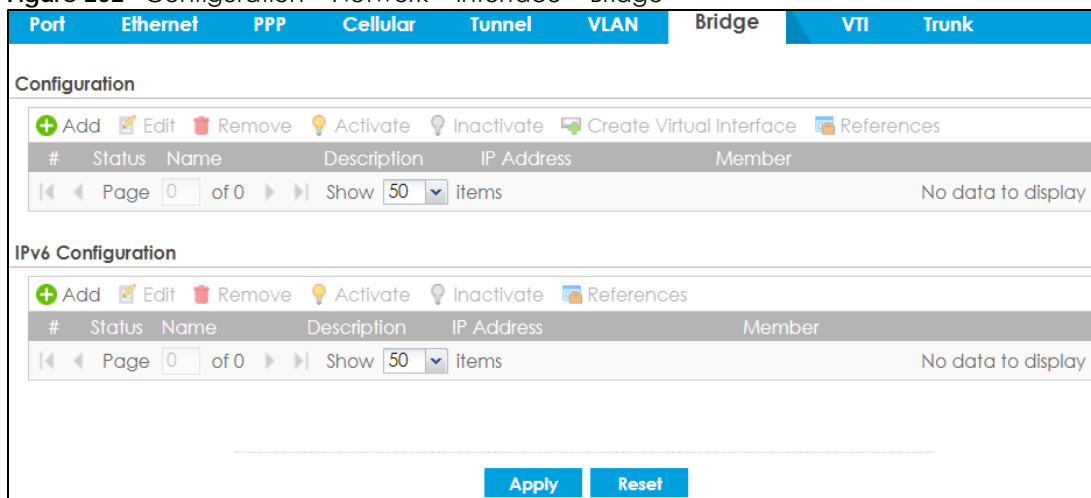 Port Ethernet PPP Cellular Tunnel VLAN Bridge VTI Trunk
Configuration
Add Edit Remove Activate Inactivate Create Virtual Interface References
# Status Name Description IP Address Member
Page 0 of 0 Show 50 items No data to display
IPv6 Configuration
Add Edit Remove Activate Inactivate References
# Status Name Description IP Address Member
Page 0 of 0 Show 50 items No data to display
Apply Reset